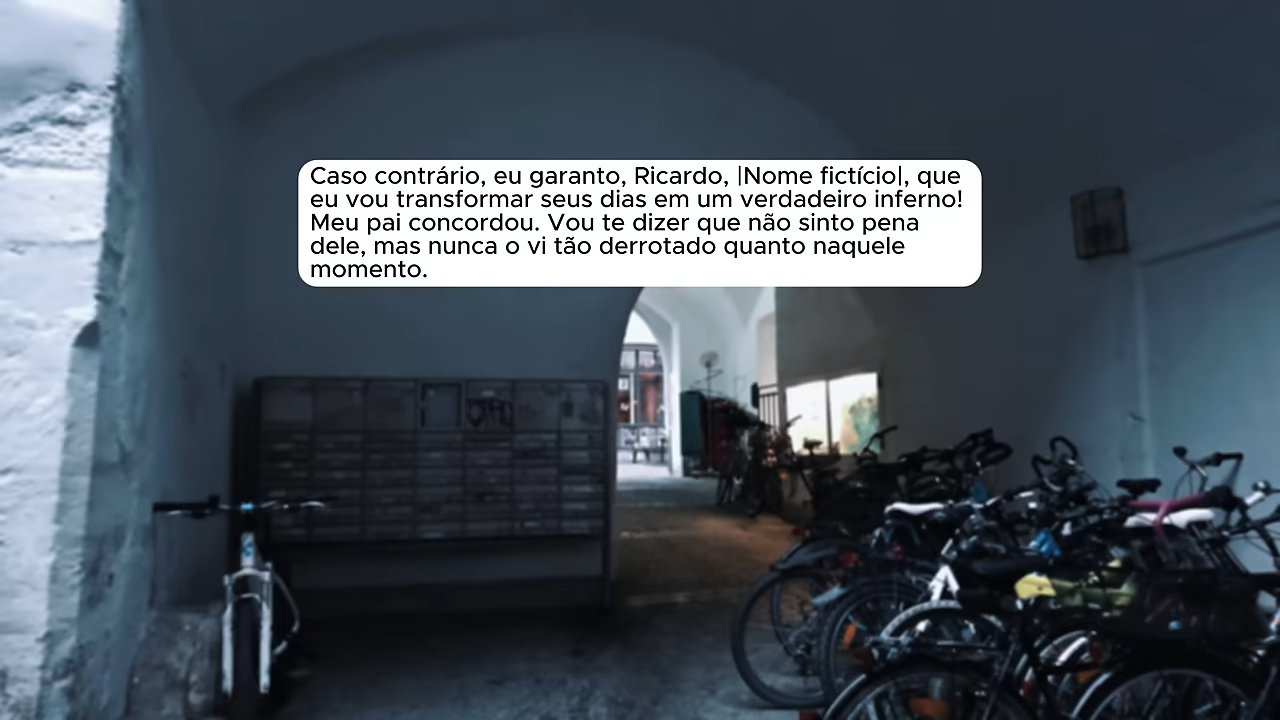 Caso contrário, eu garanto, Ricardo, |Nome fictício|, que
eu vou transformar seus dias em um verdadeiro inferno!
Meu pai concordou. Vou te dizer que não sinto pena
dele, mas nunca o vi tão derrotado quanto naquele
momento.